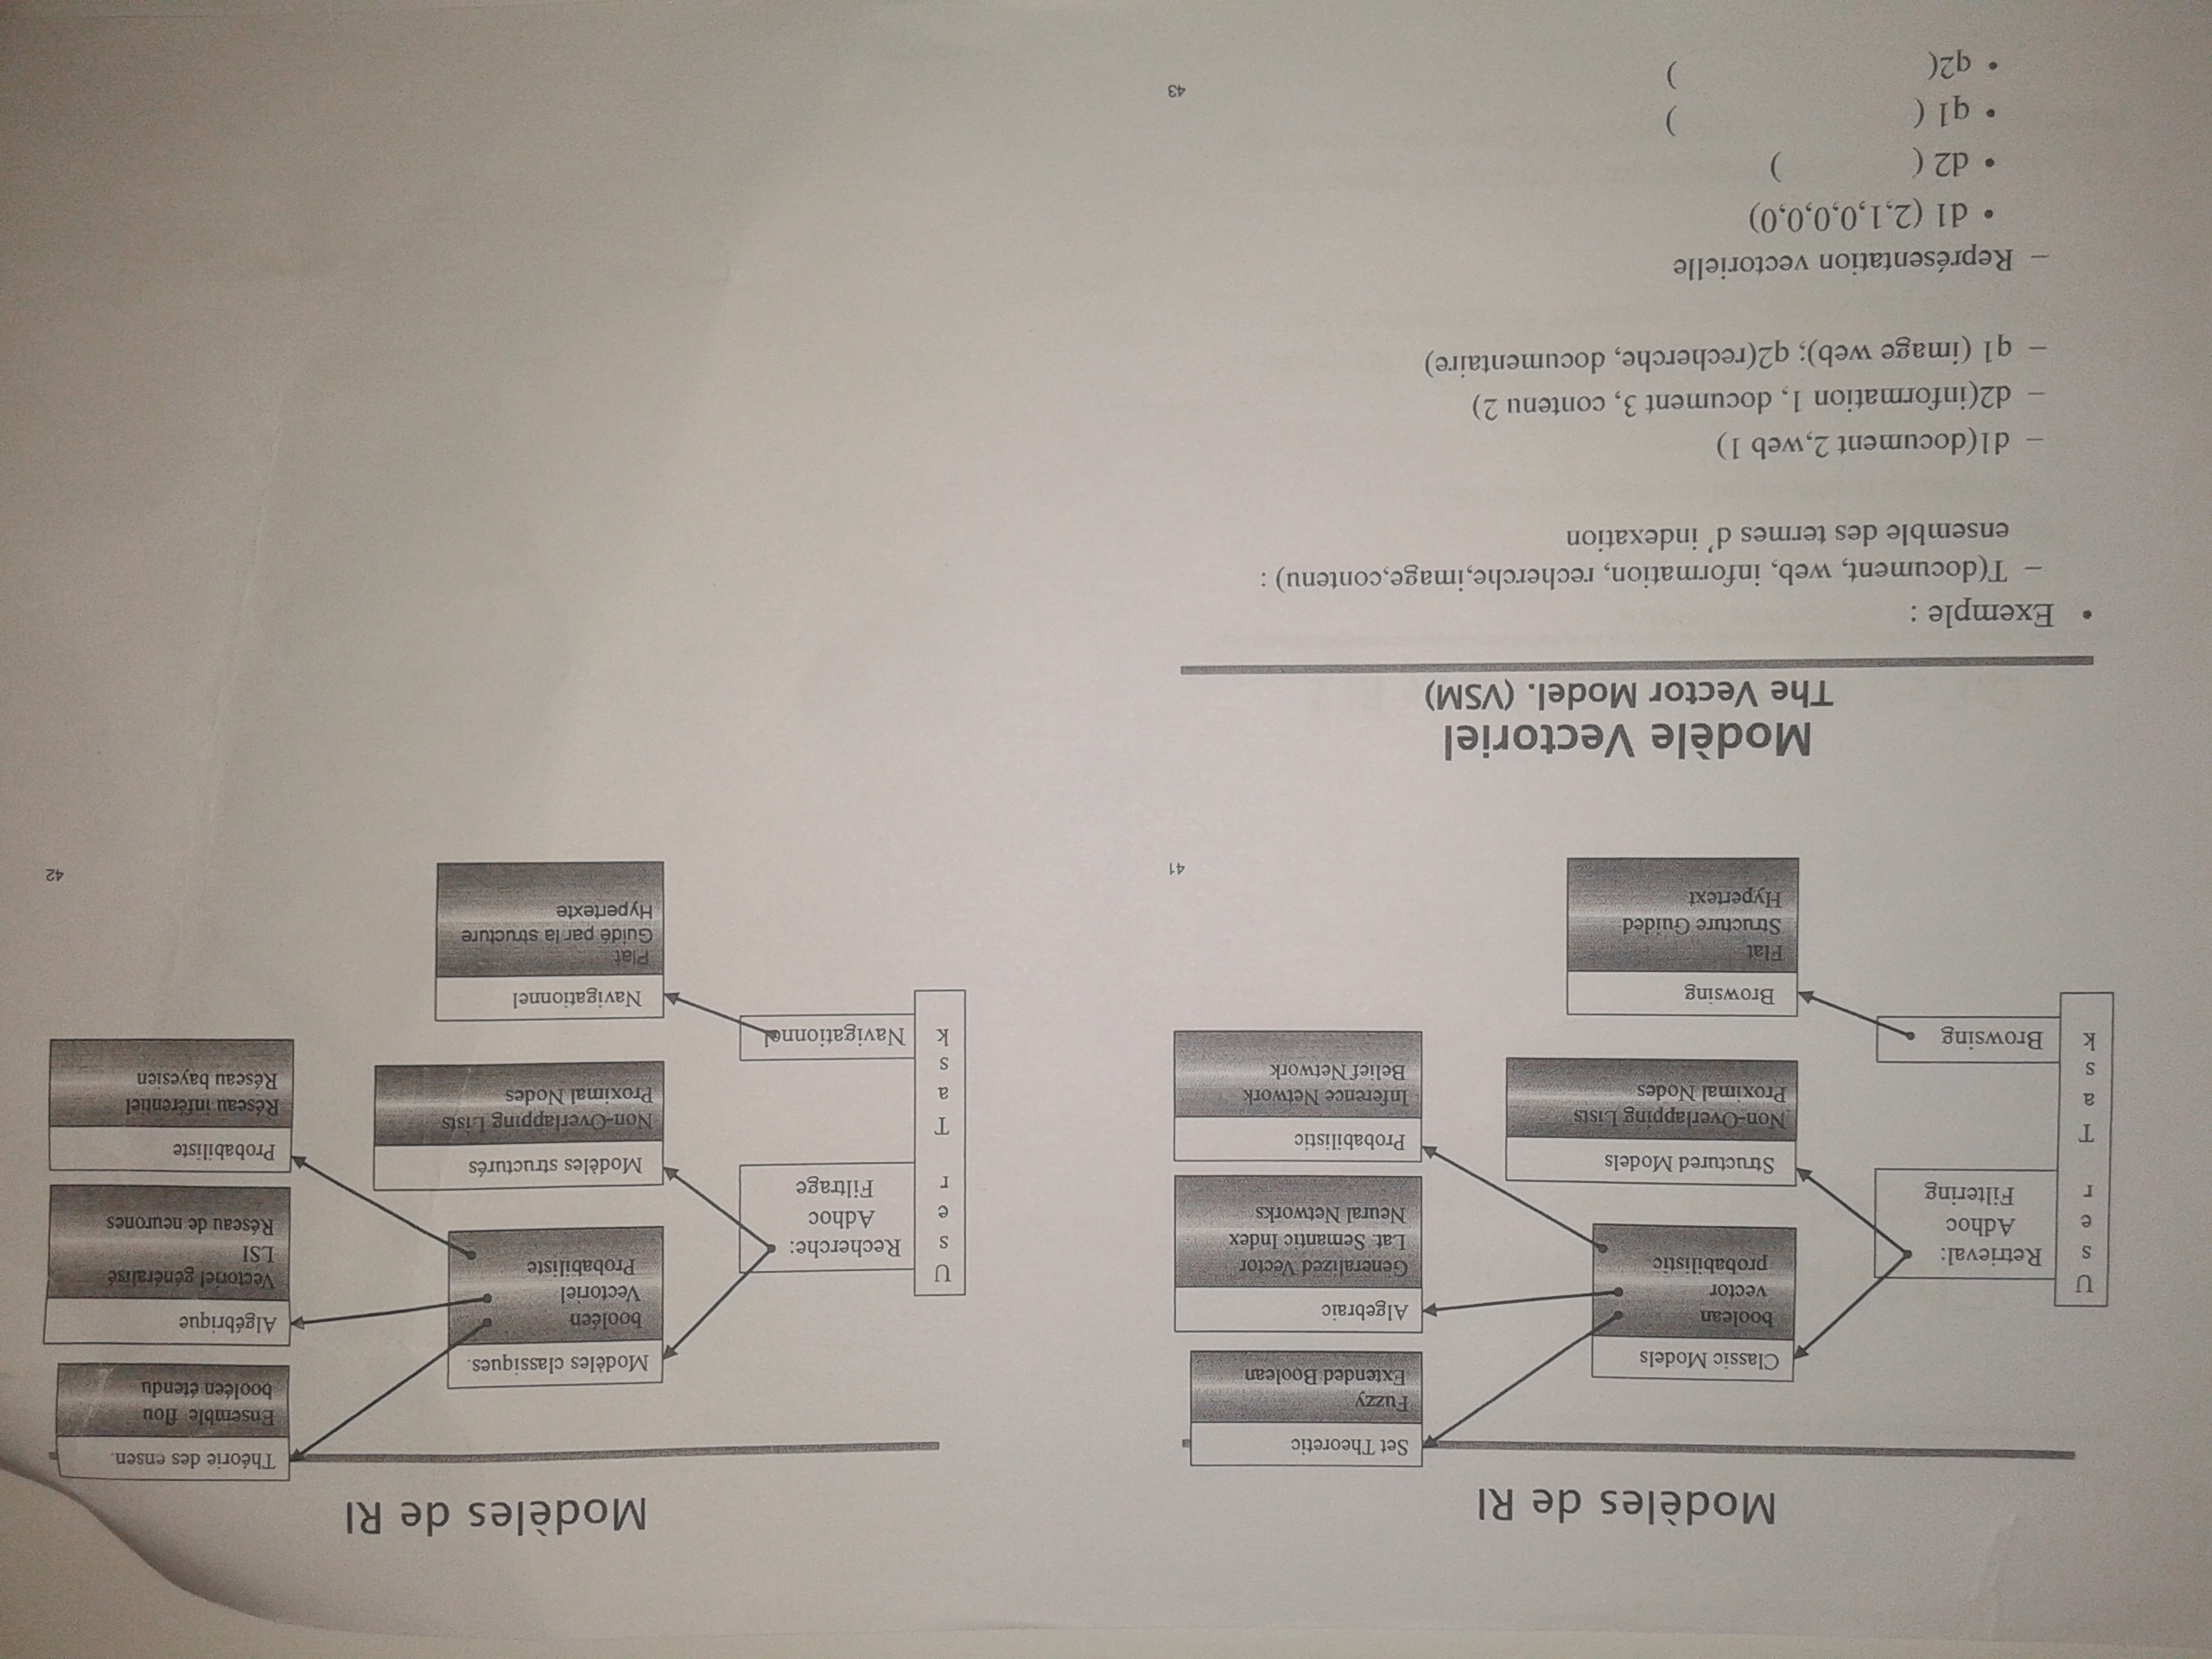 Modèles de RI
Set Theoretic
Fuzzy
Extended Boolean
Classic Models
boolean
vector
probabilistic
Algebraic
Generalized Vector
Lat. Semantic Index
Neural Networks
User Task
Retrieval:
Adhoc
Filtering
Structured Models
Non-Overlapping Lists
Proximal Nodes
Probabilistic
Inference Network
Belief Network
Browsing
Browsing
Flat
Structure Guided
Hypertext
41
Modèles de RI
Théorie des ensen.
Ensemble flou
booléen étendu
Modèles classiques.
booléen
Vectoriel
Probabiliste
Algébrique
Vectoriel généralisé
LSI
Réseau de neurones
User Task
Recherche:
Adhoc
Filtrage
Modèles structurés
Non-Overlapping Lists
Proximal Nodes
Probabiliste
Réseau inférentiel
Réseau bayesien
Navigationnel
Navigationnel
Plat
Guidé par la structure
Hypertexte
42
Modèle Vectoriel
The Vector Model. (VSM)
• Exemple :
– T(document, web, information, recherche,image,contenu) :
ensemble des termes d’ indexation
– d1(document 2,web 1)
– d2(information 1, document 3, contenu 2)
– q1 (image web); q2(recherche, documentaire)
– Représentation vectorielle
• d1 (2,1,0,0,0,0)
• d2 ( )
• q1 ( )
• q2( )
43